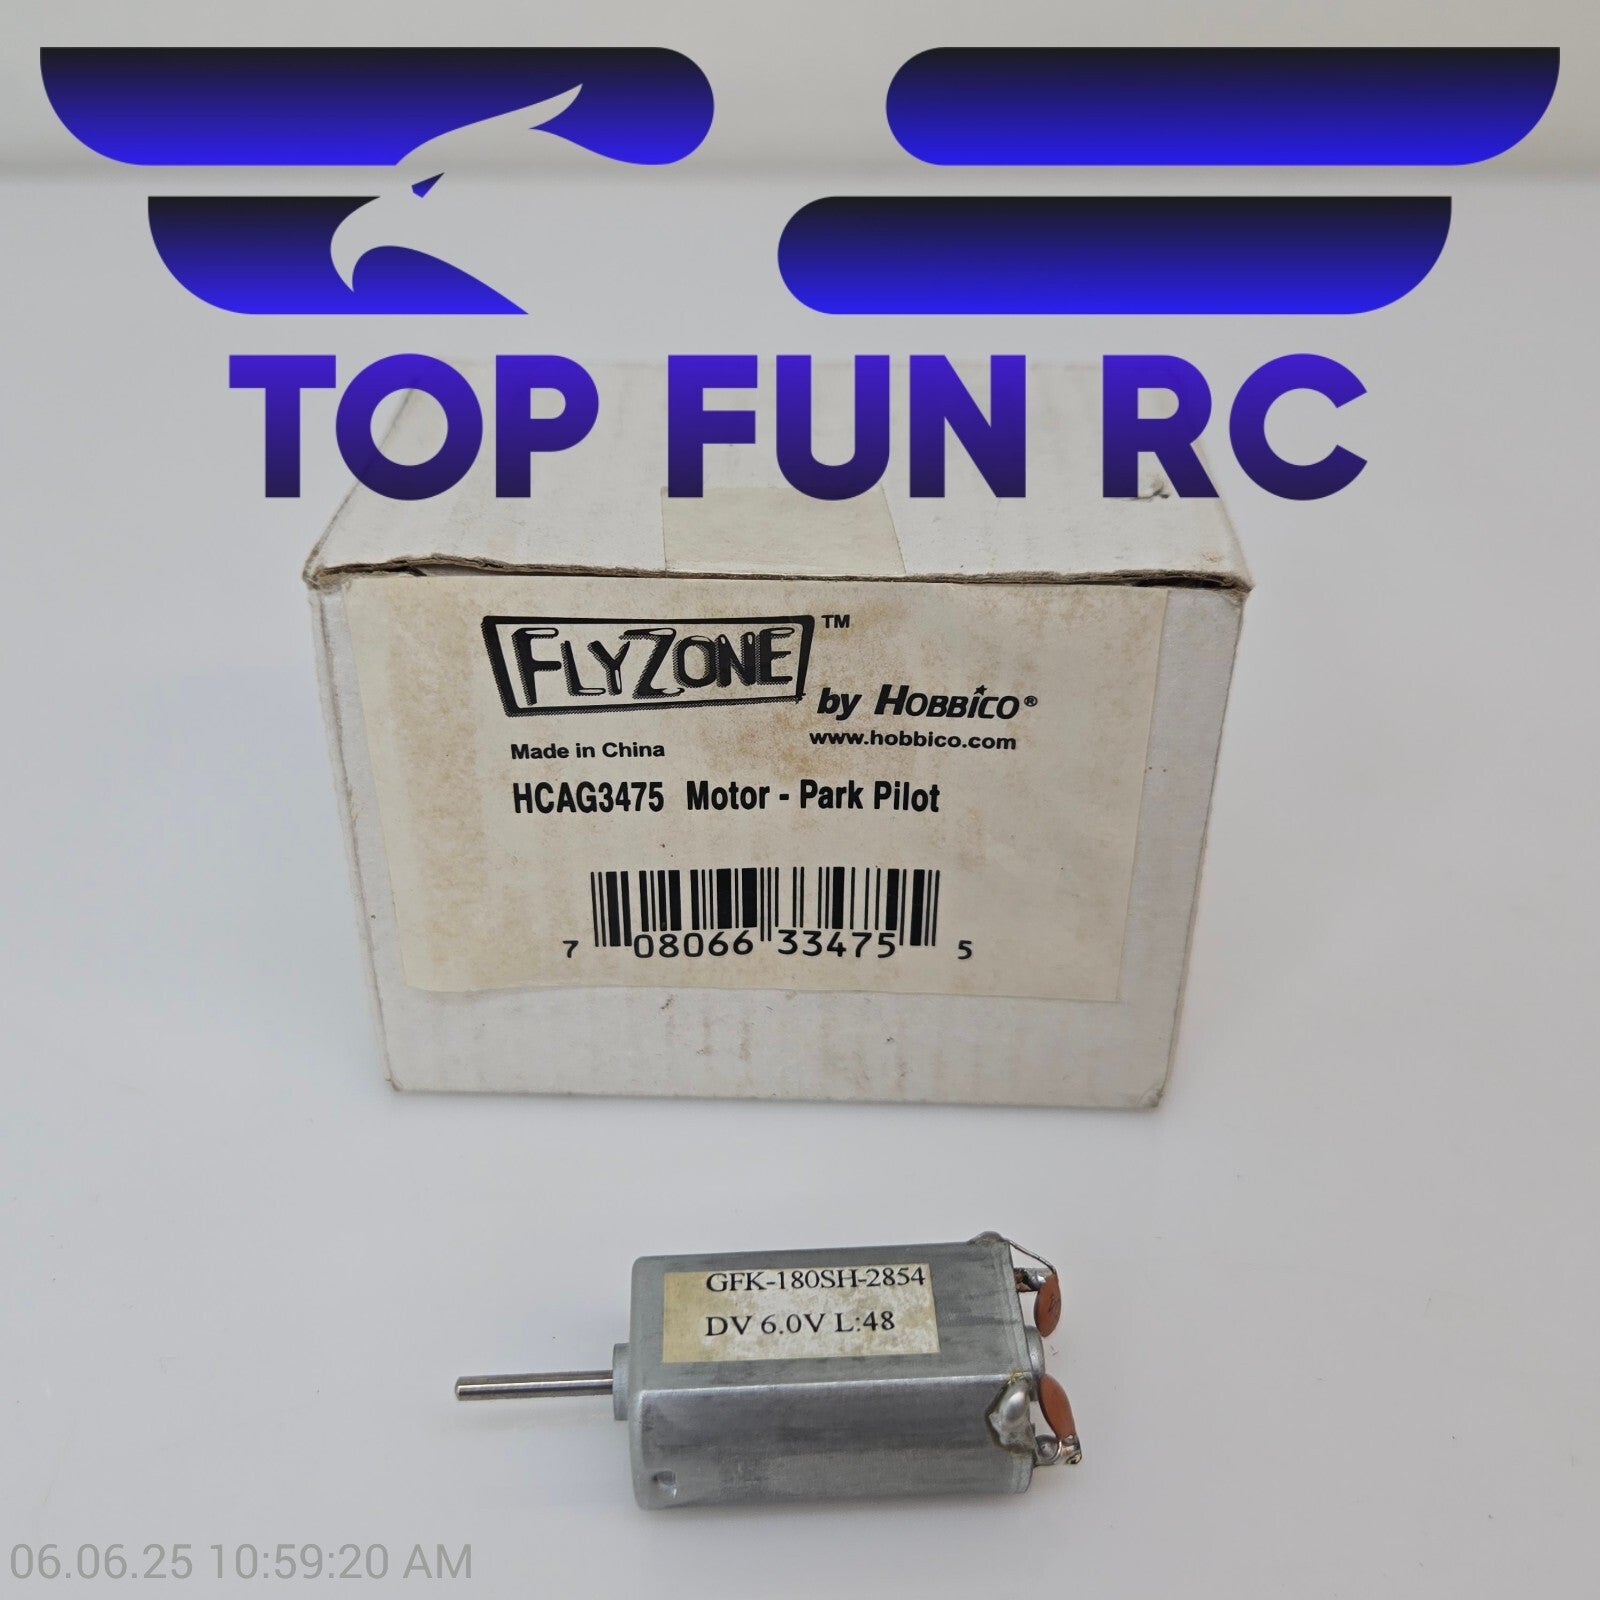 TOP FUN RC
FLYZONE™
by HOBBICO®
www.hobbico.com
Made in China
HCAG3475 Motor - Park Pilot
7 08066 33475 5
GFK-180SH-2854
DV 6.0V L:48
06.06.25 10:59:20 AM